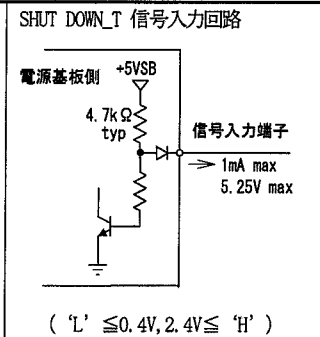 SHUT DOWN_T 信号入力回路
電源基板側
+5VSB
4.7kΩ
typ
信号入力端子
1mA max
5.25V max
(‘L’ ≦0.4V, 2.4V≦ ‘H’)